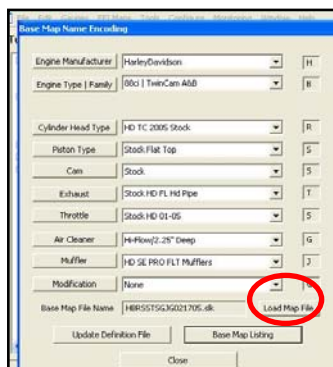 Base Map Name Encoding
Engine Manufacturer HarleyDavidson H
Engine Type | Family 88ci | TwinCam A&B B
Cylinder Head Type HD TC 2005 Stock R
Piston Type Stock Flat Top S
Cam Stock S
Exhaust Stock HD FL Hd Pipe T
Throttle Stock HD 01-05 S
Air Cleaner Hi-Flow/2.25" Deep G
Muffler HD SE PRO FLT Mufflers J
Modification None
Base Map File Name HBRSSTSGJG021705.slk Load Map File
Update Definition File Base Map Listing
Close